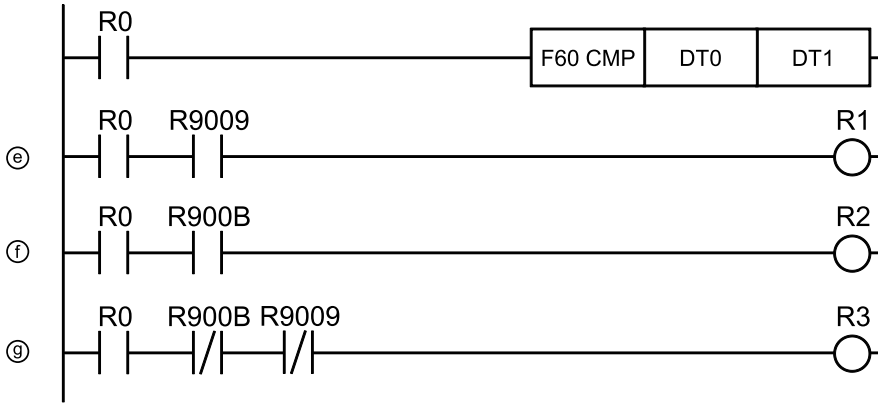 R0
F60 CMP DT0 DT1
R0 R9009 R1
ⓔ
R0 R900B R2
ⓕ
R0 R900B R9009 R3
ⓖ